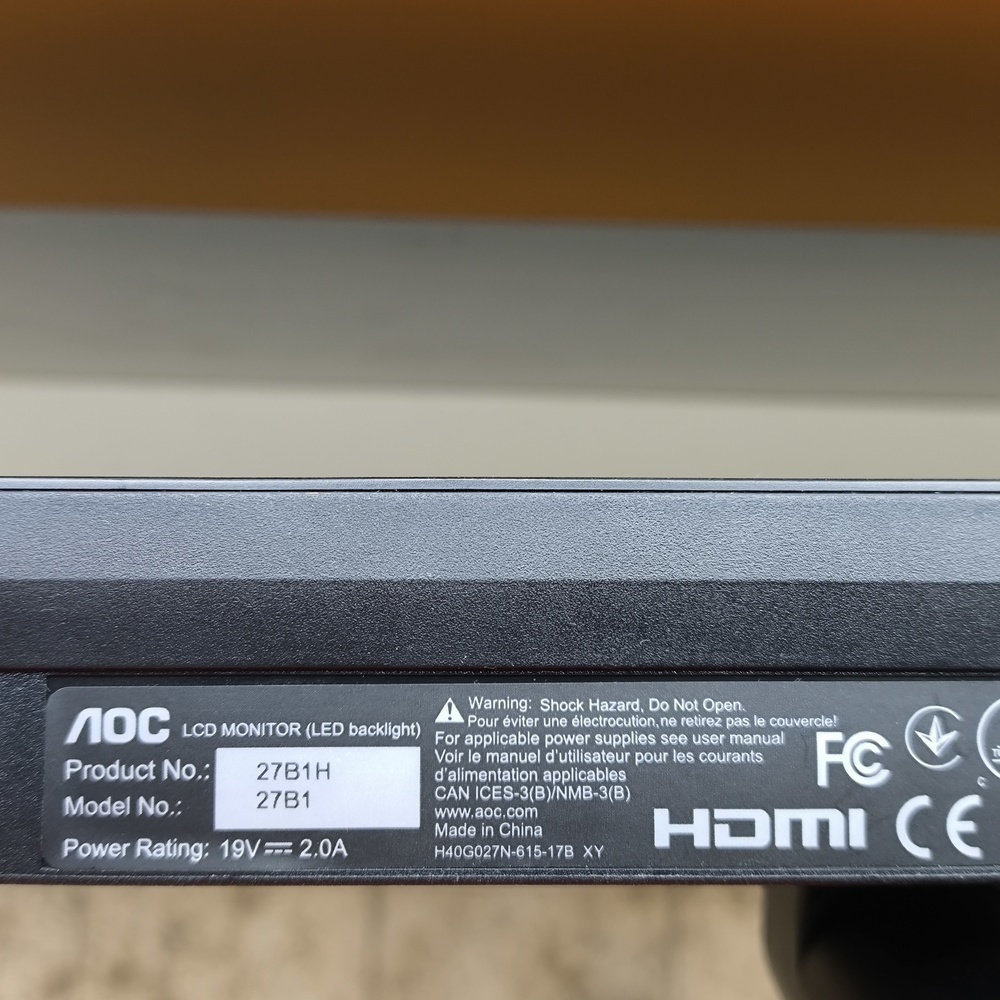 AOC LCD MONITOR (LED backlight)
Product No.: 27B1H
Model No.: 27B1
Power Rating: 19V⎓ 2.0A
Warning: Shock Hazard, Do Not Open.
Pour éviter une électrocution, ne retirez pas le couvercle!
For applicable power supplies see user manual
Voir le manuel d'utilisateur pour les courants
d'alimentation applicables
CAN ICES-3(B)/NMB-3(B)
www.aoc.com
Made in China
H40G027N-615-17B XY
FC
HDMI
CE